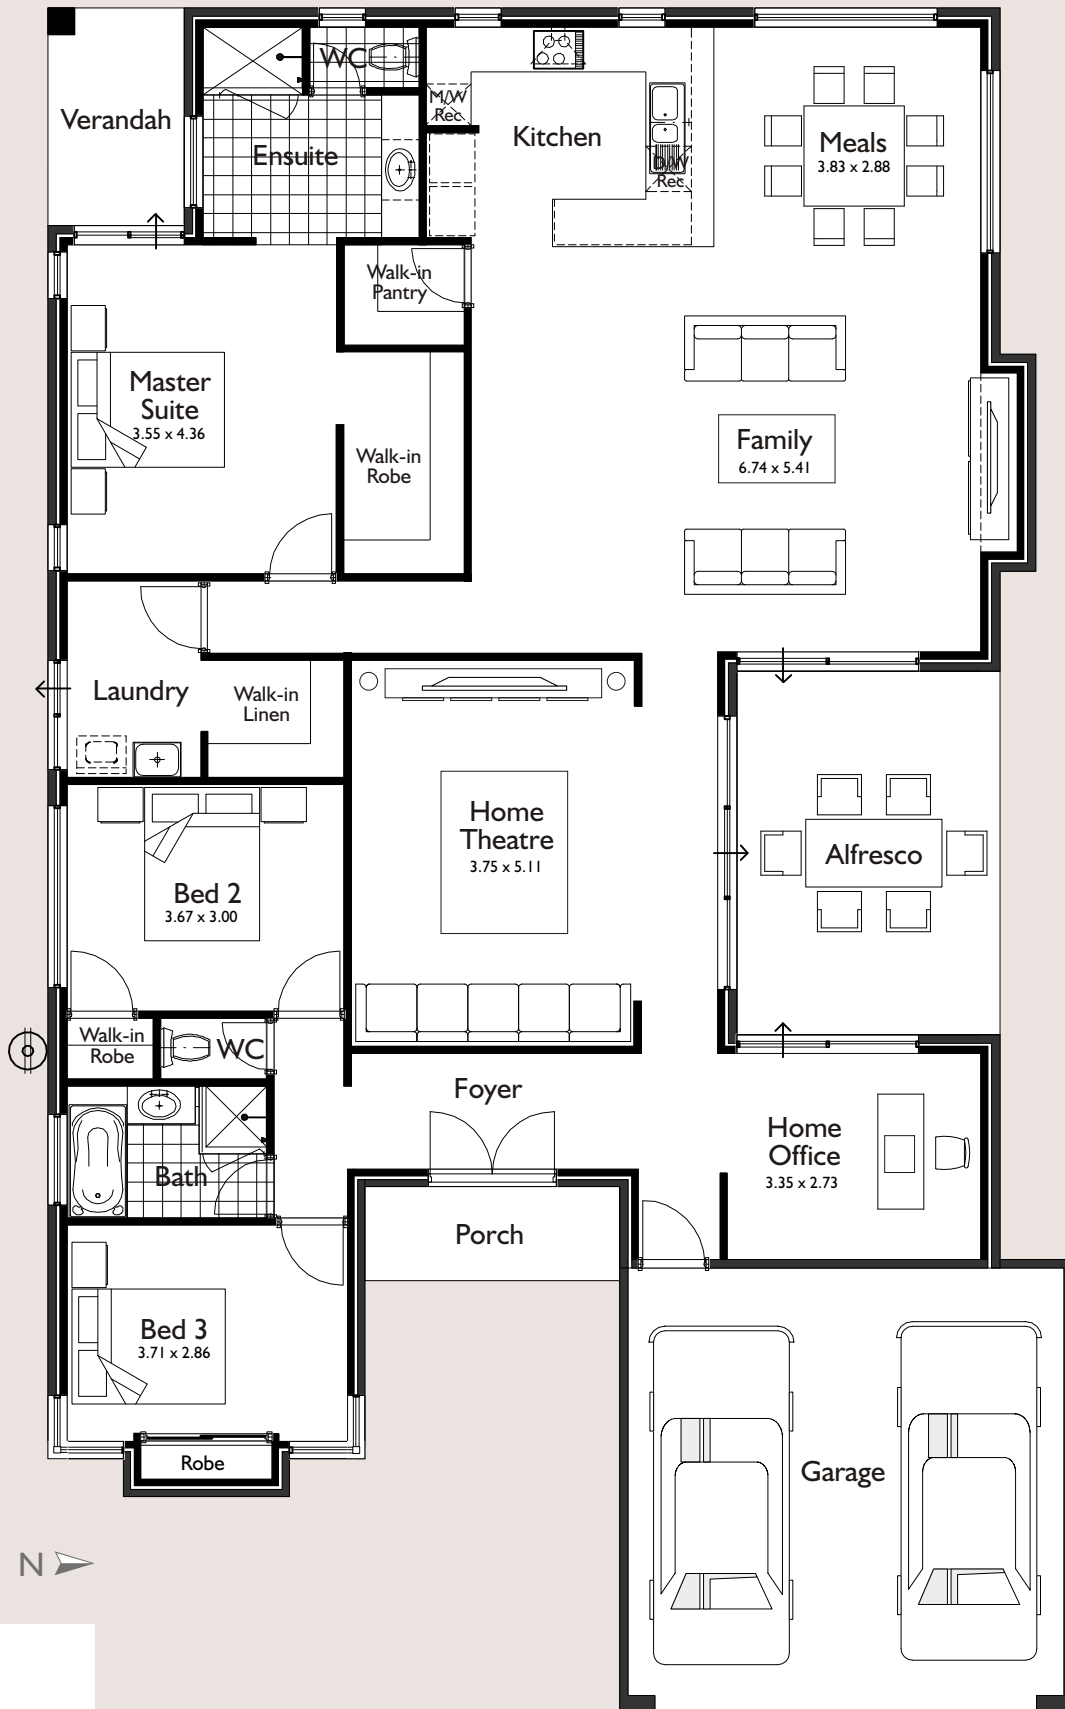 WC
Verandah
Ensuite
M/W
Rec
Kitchen
D/W
Rec
Meals
3.83 x 2.88
Walk-in
Pantry
Master
Suite
3.55 x 4.36
Walk-in
Robe
Family
6.74 x 5.41
Laundry
Walk-in
Linen
Home
Theatre
3.75 x 5.11
Alfresco
Bed 2
3.67 x 3.00
Walk-in
Robe
WC
Foyer
Bath
Home
Office
3.35 x 2.73
Porch
Bed 3
3.71 x 2.86
Robe
Garage
N